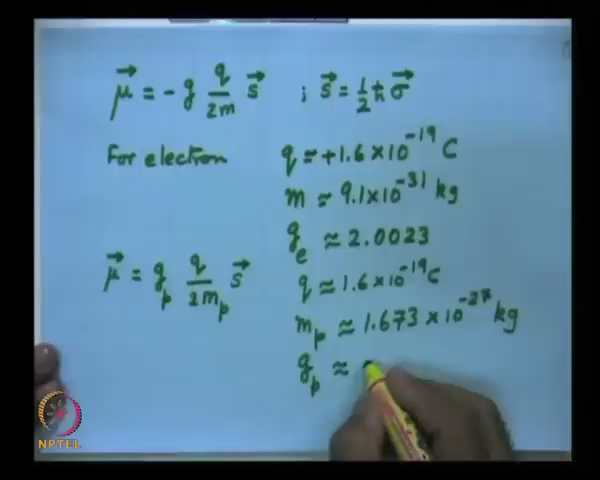 μ⃗ = -g q/2m s⃗ ; s⃗ = 1/2 ħ σ⃗
For electron q ≈ +1.6×10^-19 C
m ≈ 9.1×10^-31 kg
g_e ≈ 2.0023
μ⃗ = g_p q/2m_p s⃗ q ≈ 1.6×10^-19 C
m_p ≈ 1.673×10^-27 kg
g_p ≈
NPTEL